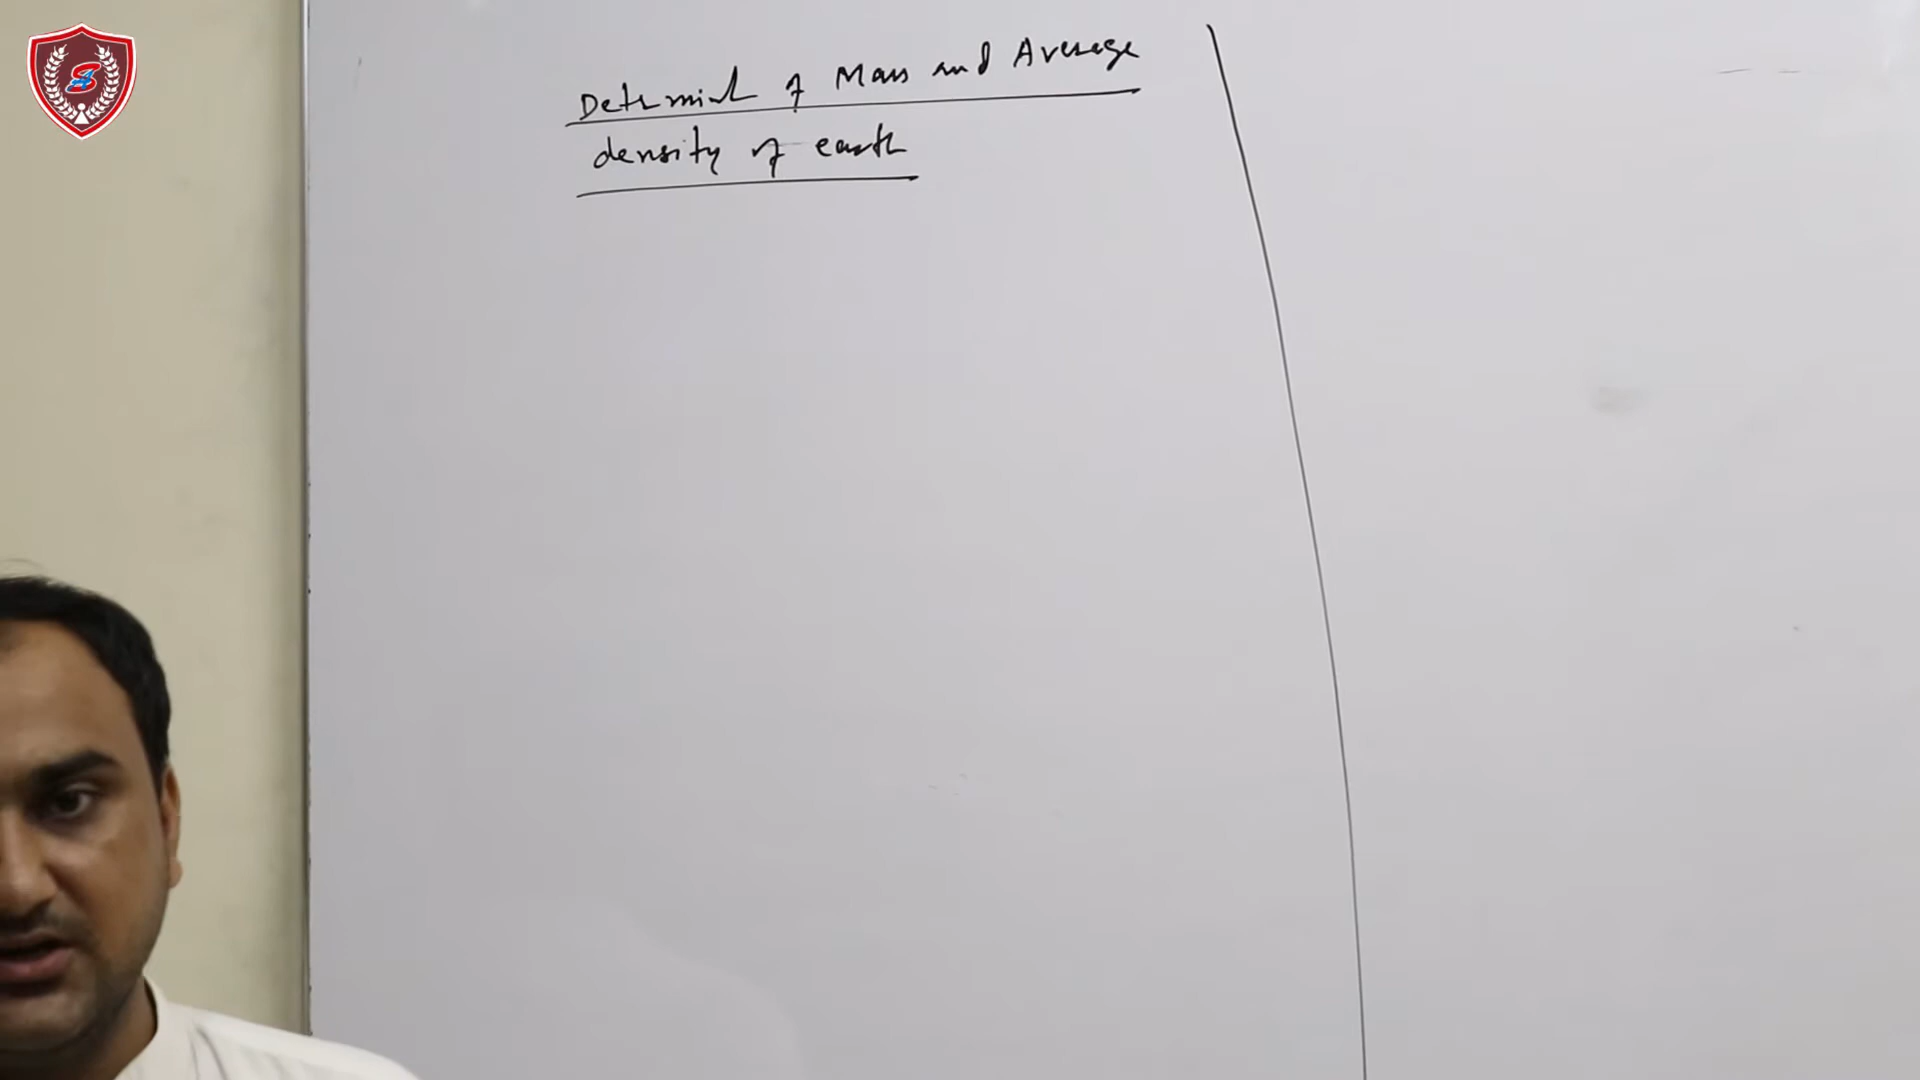 Determint of Mass and Average
density of earth